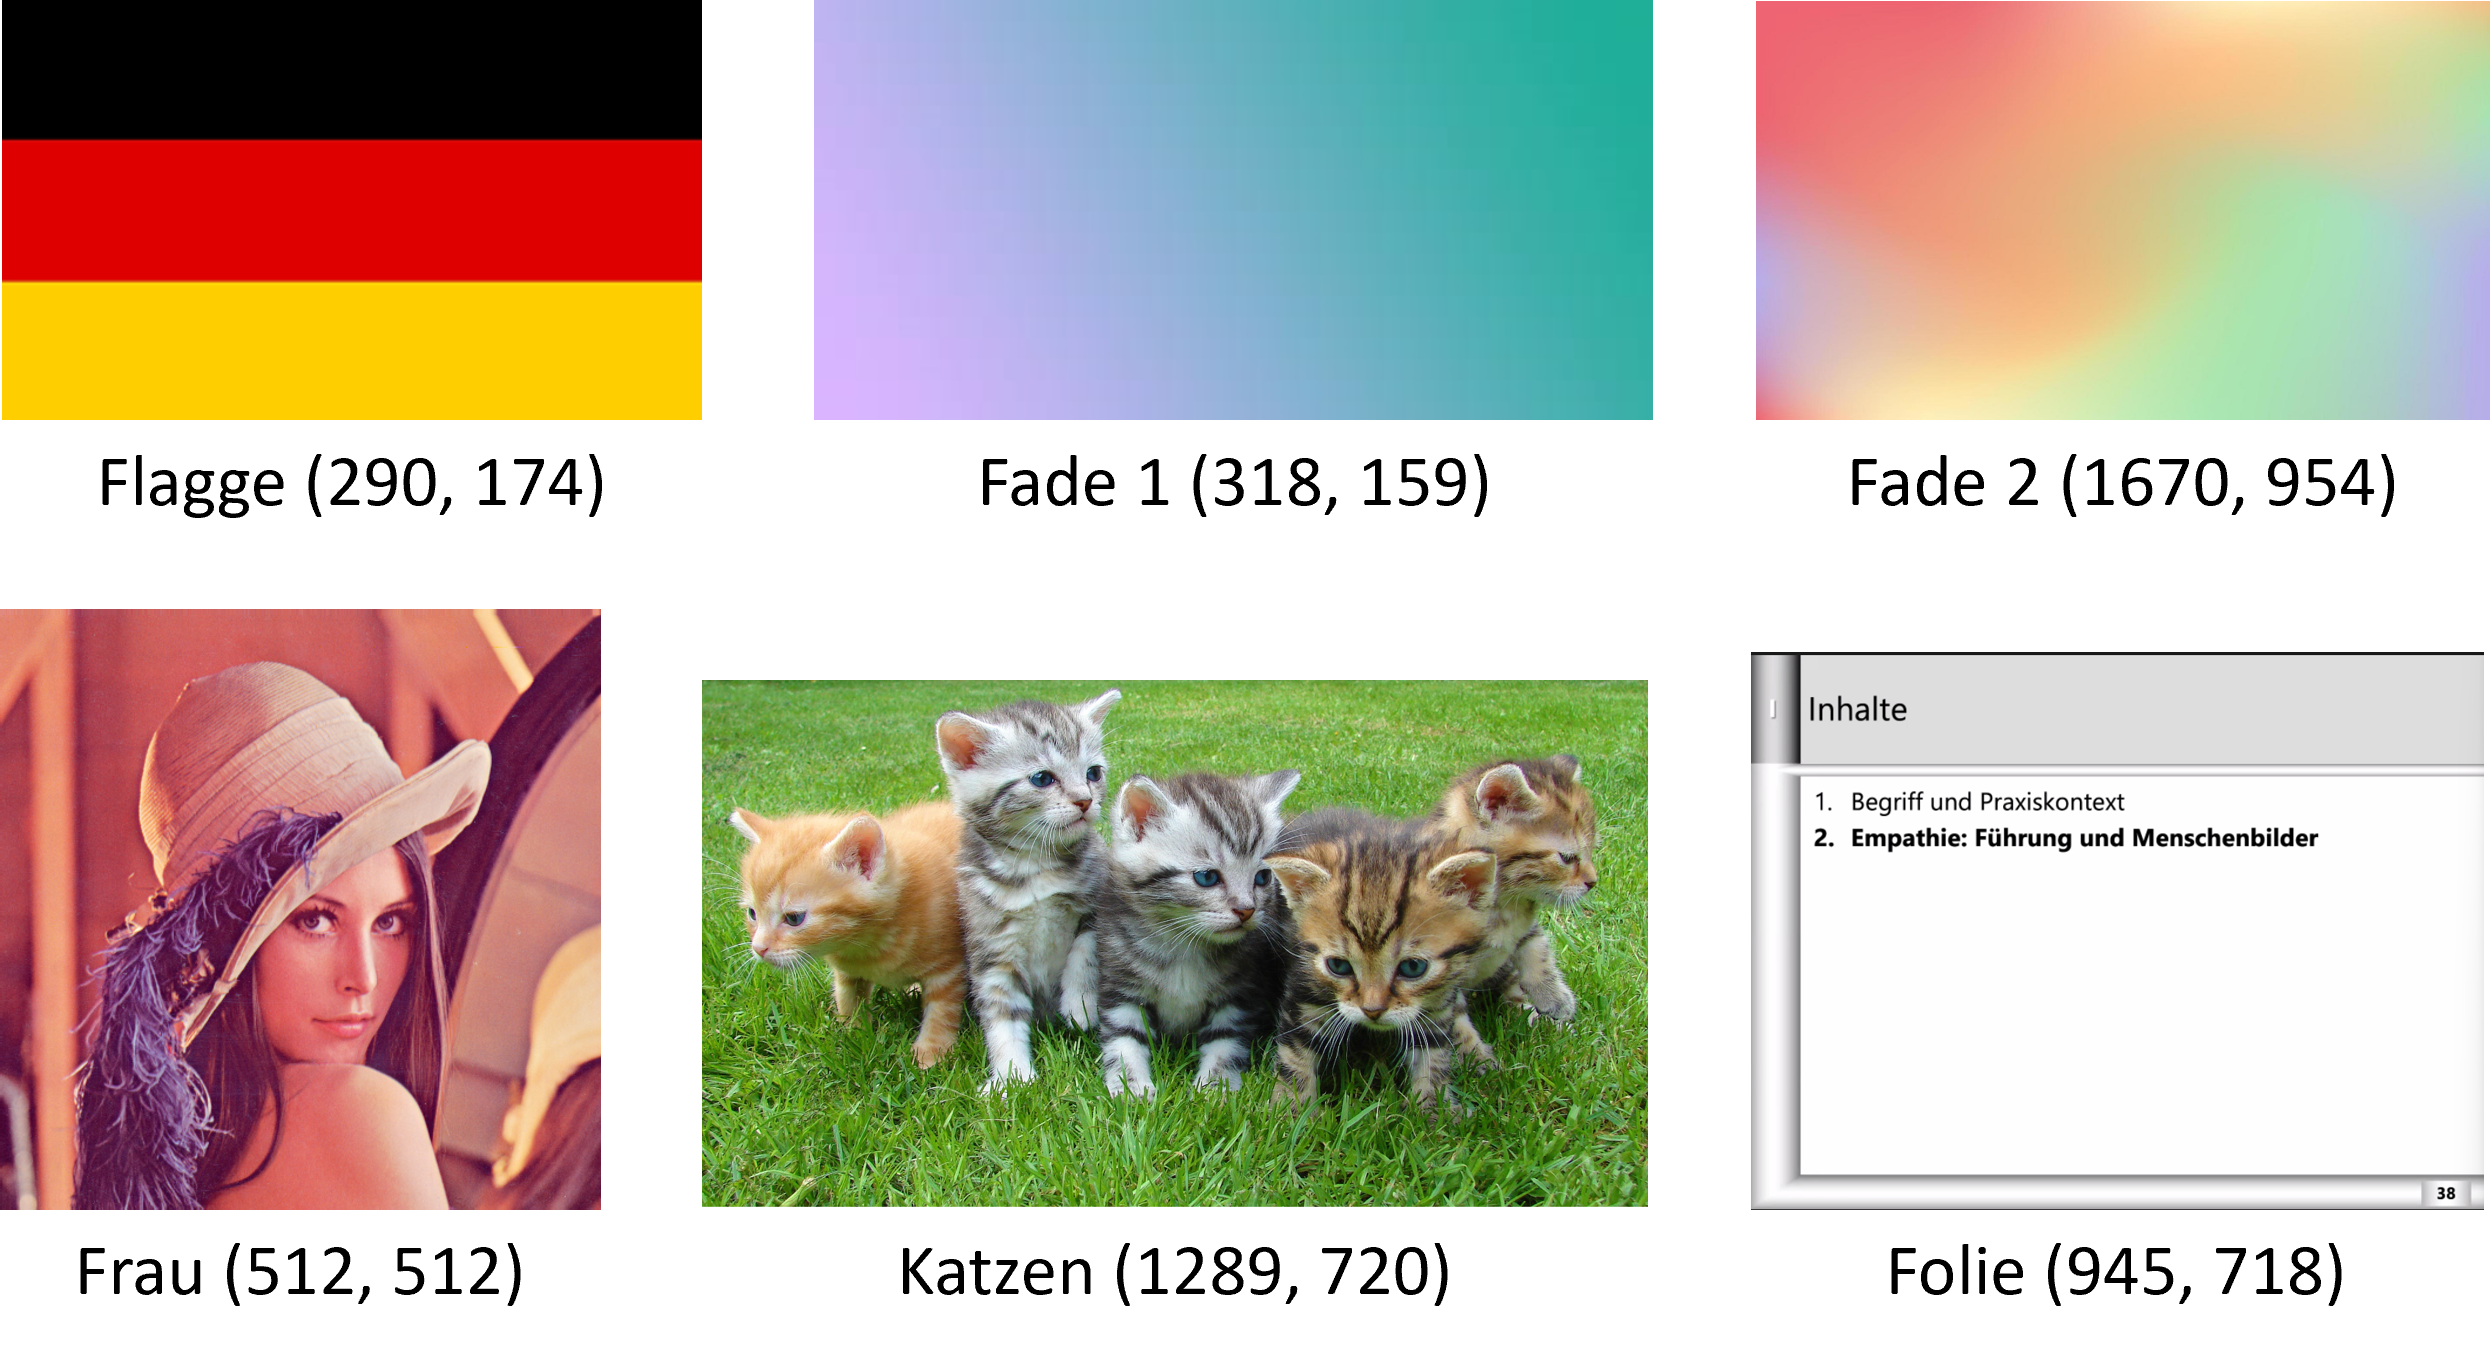 Flagge (290, 174)
Fade 1 (318, 159)
Fade 2 (1670, 954)
I
Inhalte
1. Begriff und Praxiskontext
2. Empathie: Führung und Menschenbilder
38
Frau (512, 512)
Katzen (1289, 720)
Folie (945, 718)